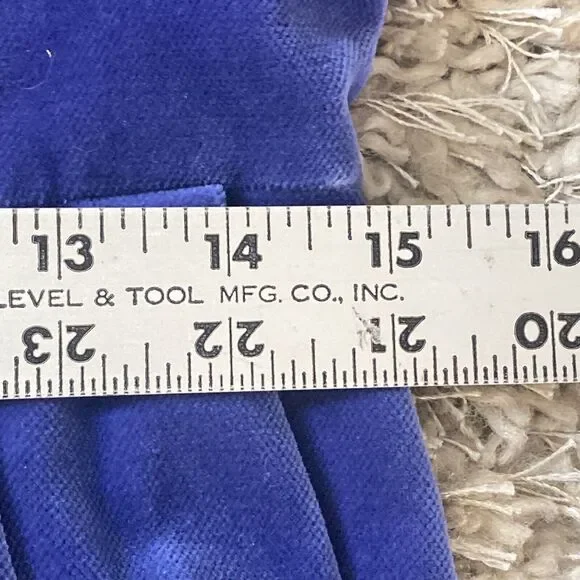 13 14 15 16
LEVEL & TOOL MFG. CO., INC.
23 22 21 20